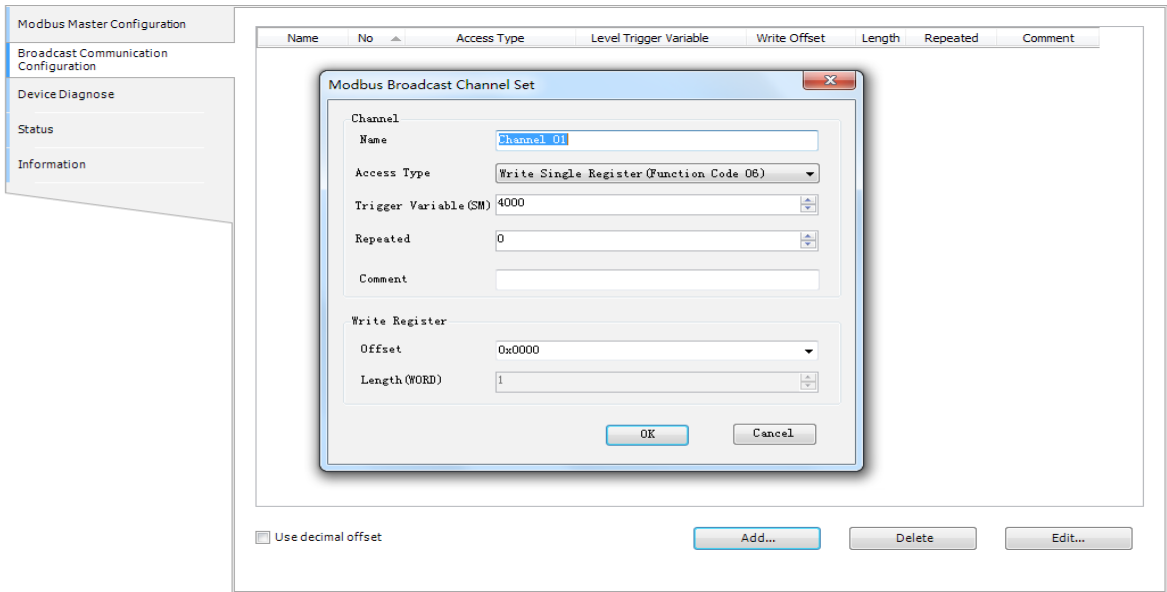 Modbus Master Configuration
Broadcast Communication
Configuration
Device Diagnose
Status
Information
Name No Access Type Level Trigger Variable Write Offset Length Repeated Comment
Modbus Broadcast Channel Set
Channel
Name Channel 01
Access Type Write Single Register(Function Code 06)
Trigger Variable(SM) 4000
Repeated 0
Comment
Write Register
Offset 0x0000
Length(WORD) 1
OK Cancel
Use decimal offset Add... Delete Edit...